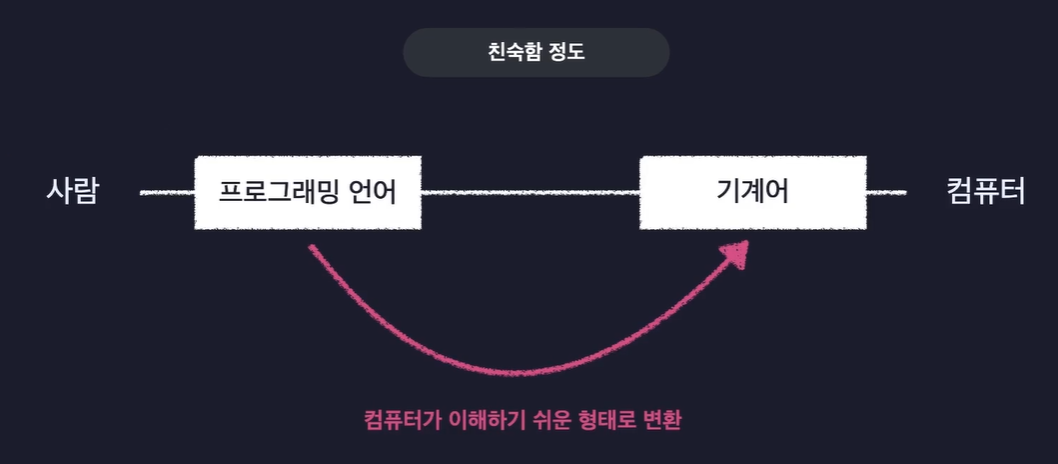 친숙함 정도
사람
프로그래밍 언어
기계어
컴퓨터
컴퓨터가 이해하기 쉬운 형태로 변환